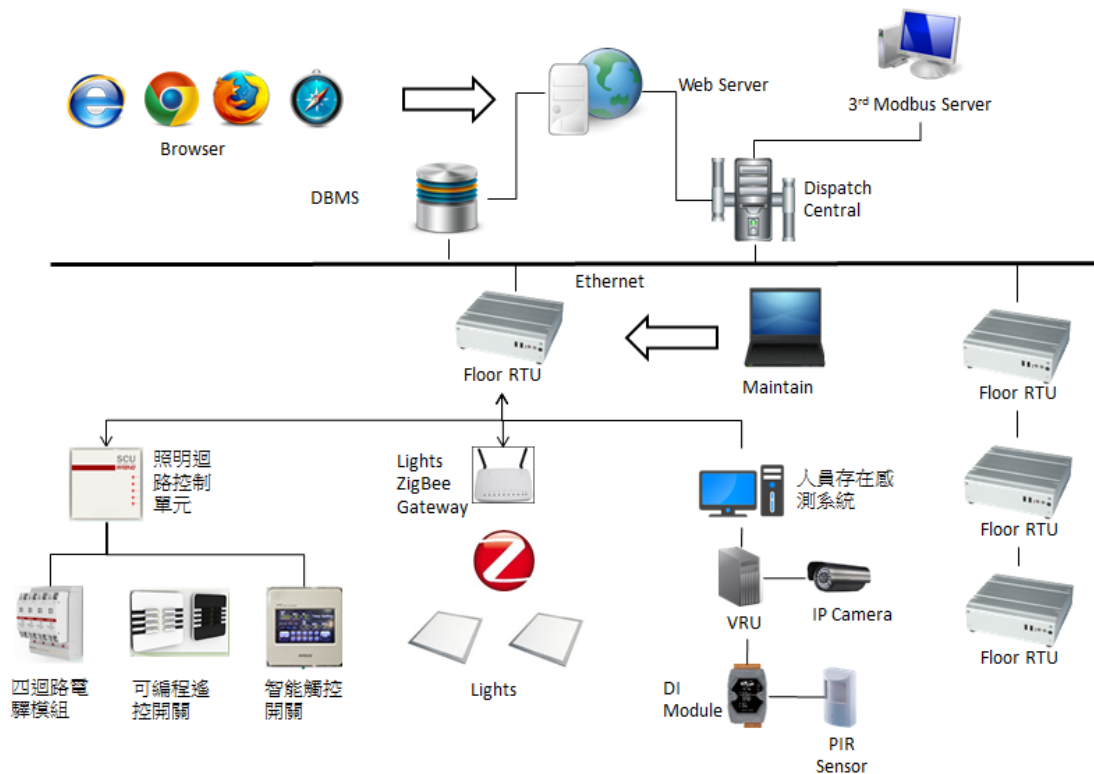 Browser
Web Server
3rd Modbus Server
DBMS
Dispatch
Central
Ethernet
Floor RTU
Maintain
Floor RTU
SCU
照明迴
路控制
單元
Lights
ZigBee
Gateway
人員存在感
測系統
Floor RTU
VRU
IP Camera
Floor RTU
四迴路電
驛模組
可編程遙
控開關
智能觸控
開關
Lights
DI
Module
PIR
Sensor